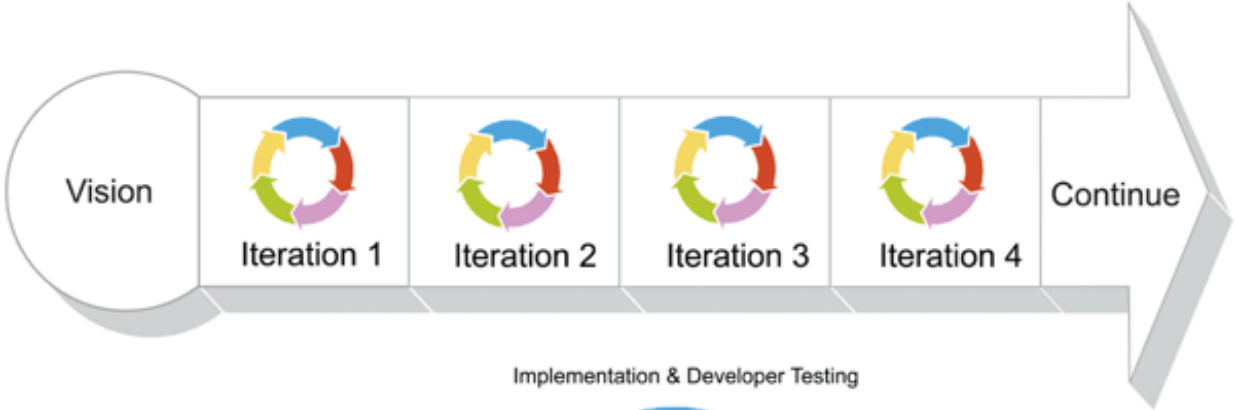 Vision
Iteration 1
Iteration 2
Iteration 3
Iteration 4
Continue
Implementation & Developer Testing